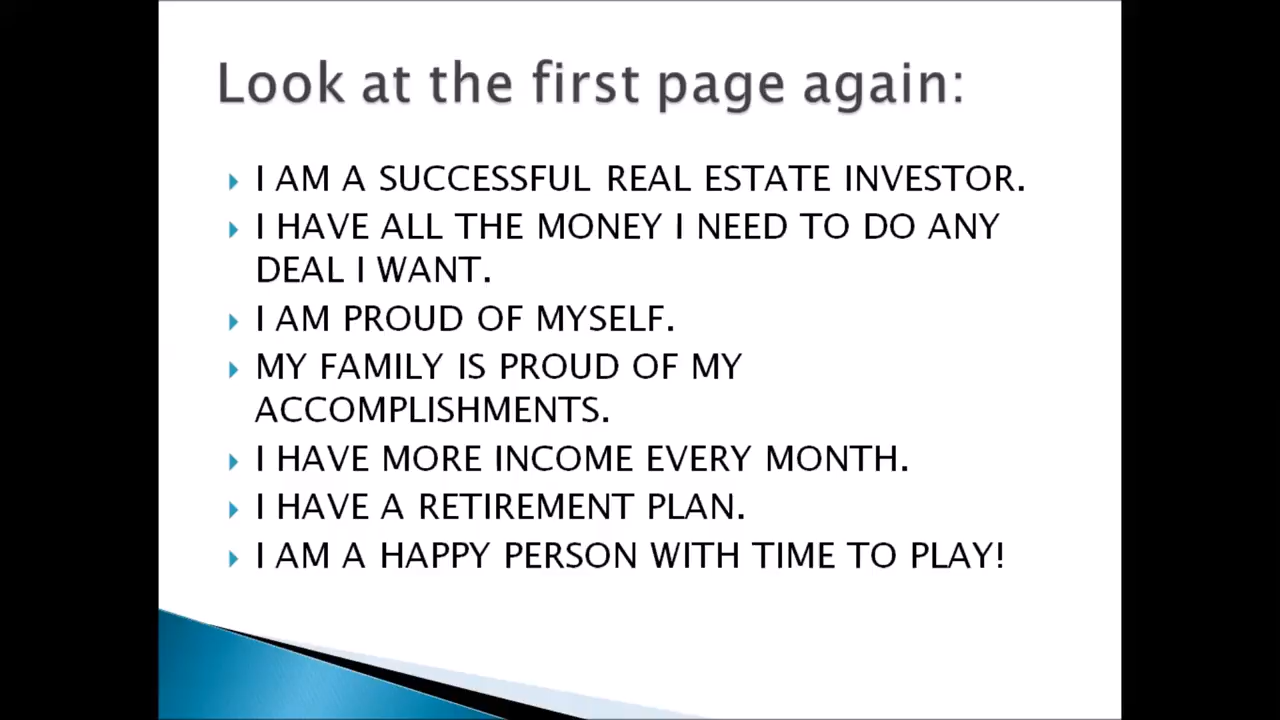 Look at the first page again:
I AM A SUCCESSFUL REAL ESTATE INVESTOR.
I HAVE ALL THE MONEY I NEED TO DO ANY
DEAL I WANT.
I AM PROUD OF MYSELF.
MY FAMILY IS PROUD OF MY
ACCOMPLISHMENTS.
I HAVE MORE INCOME EVERY MONTH.
I HAVE A RETIREMENT PLAN.
I AM A HAPPY PERSON WITH TIME TO PLAY!